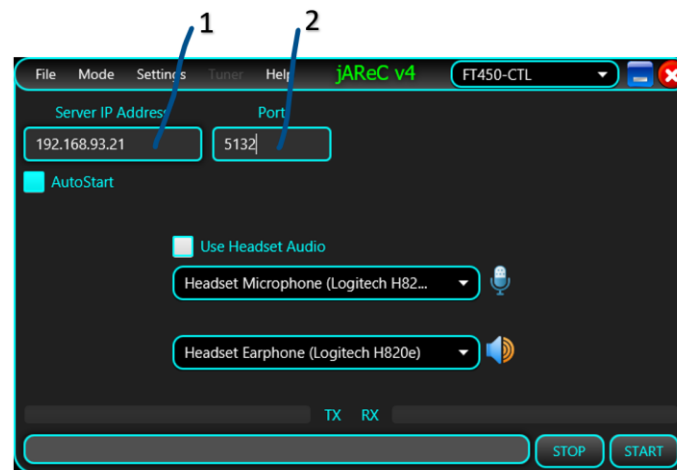 1 2
File Mode Settings Tuner Help jAReC v4 FT450-CTL
Server IP Address Port
192.168.93.21 5132
AutoStart
Use Headset Audio
Headset Microphone (Logitech H82...
Headset Earphone (Logitech H820e)
TX RX
STOP START